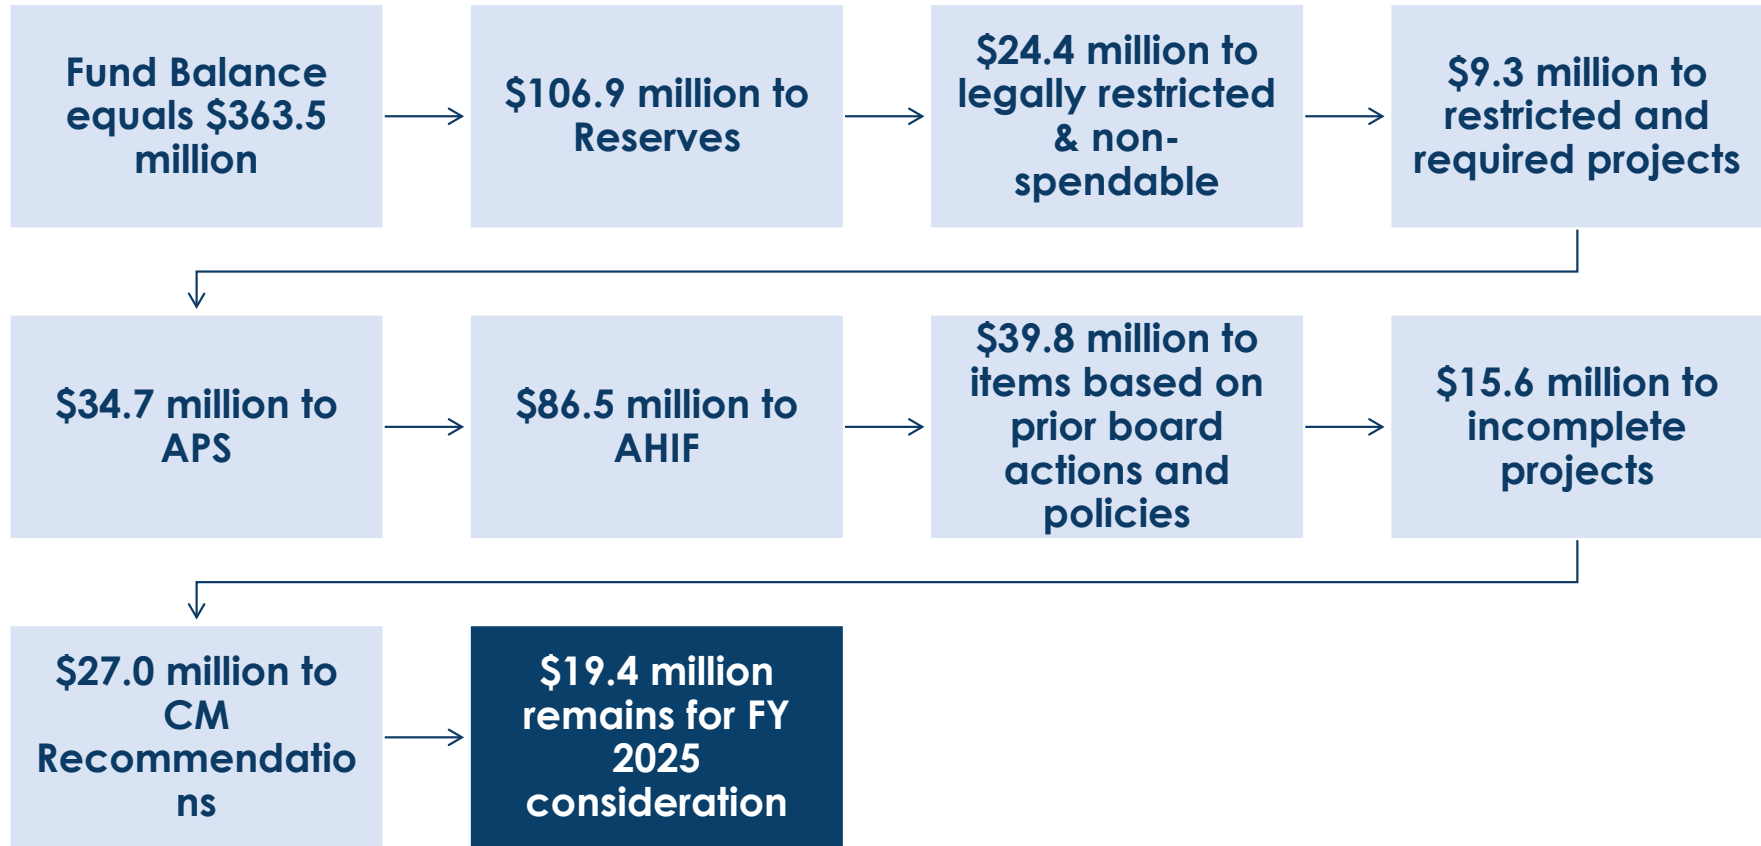 Fund Balance
equals $363.5
million
$106.9 million to
Reserves
$24.4 million to
legally restricted
& non-
spendable
$9.3 million to
restricted and
required projects
$34.7 million to
APS
$86.5 million to
AHIF
$39.8 million to
items based on
prior board
actions and
policies
$15.6 million to
incomplete
projects
$27.0 million to
CM
Recommendatio
ns
$19.4 million
remains for FY
2025
consideration